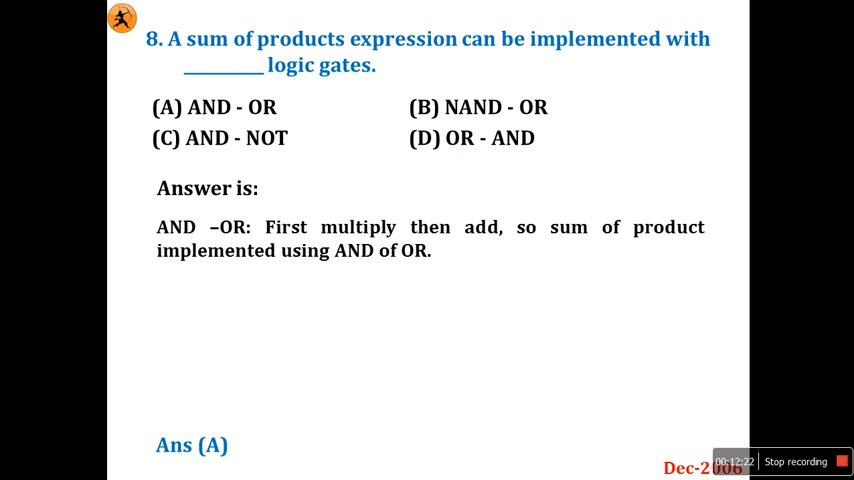 8. A sum of products expression can be implemented with
__________ logic gates.
(A) AND - OR (B) NAND - OR
(C) AND - NOT (D) OR - AND
Answer is:
AND –OR: First multiply then add, so sum of product
implemented using AND of OR.
Ans (A)
Dec-2006
00:12:22 Stop recording